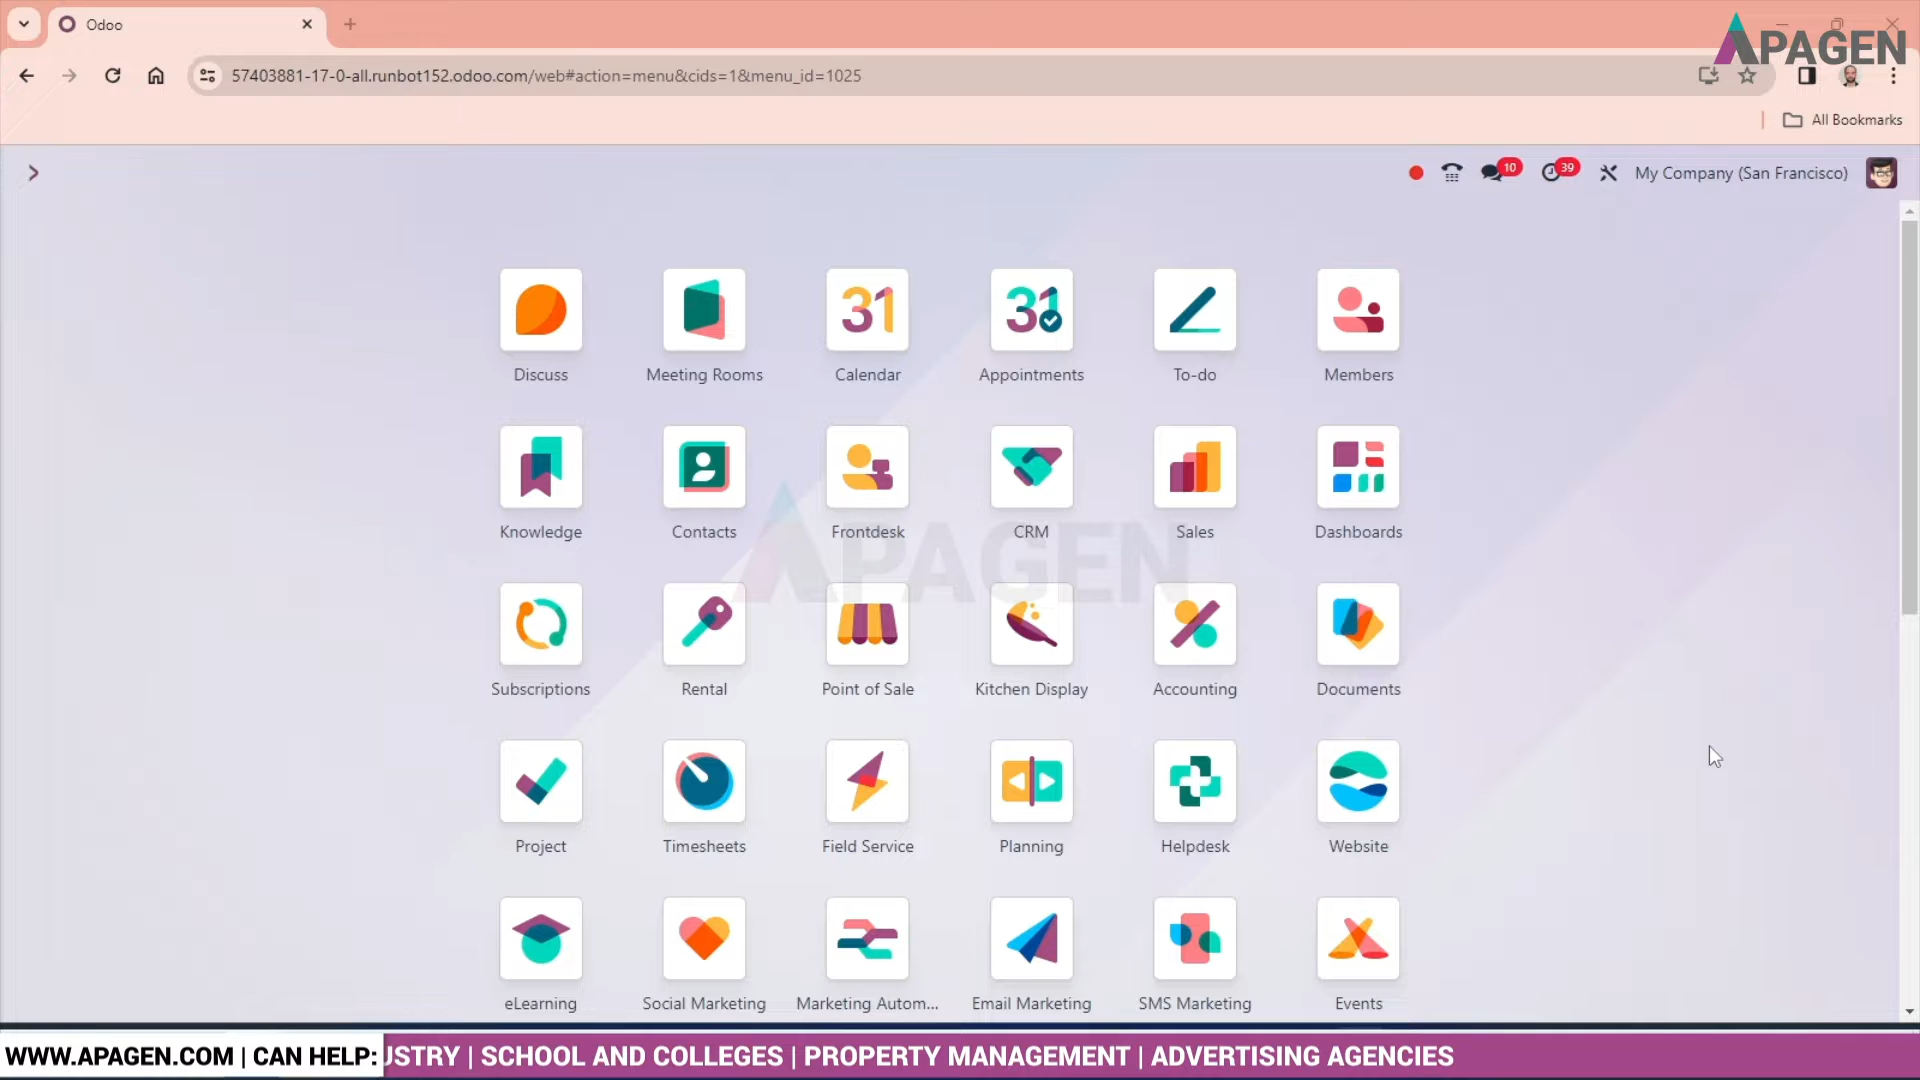 Odoo
APAGEN
57403881-17-0-all.runbot152.odoo.com/web#action=menu&cids=1&menu_id=1025
All Bookmarks
10
39
My Company (San Francisco)
31
31
Discuss
Meeting Rooms
Calendar
Appointments
To-do
Members
Knowledge
Contacts
Frontdesk
CRM
Sales
Dashboards
APAGEN
Subscriptions
Rental
Point of Sale
Kitchen Display
Accounting
Documents
Project
Timesheets
Field Service
Planning
Helpdesk
Website
eLearning
Social Marketing
Marketing Autom...
Email Marketing
SMS Marketing
Events
WWW.APAGEN.COM | CAN HELP: USTRY | SCHOOL AND COLLEGES | PROPERTY MANAGEMENT | ADVERTISING AGENCIES